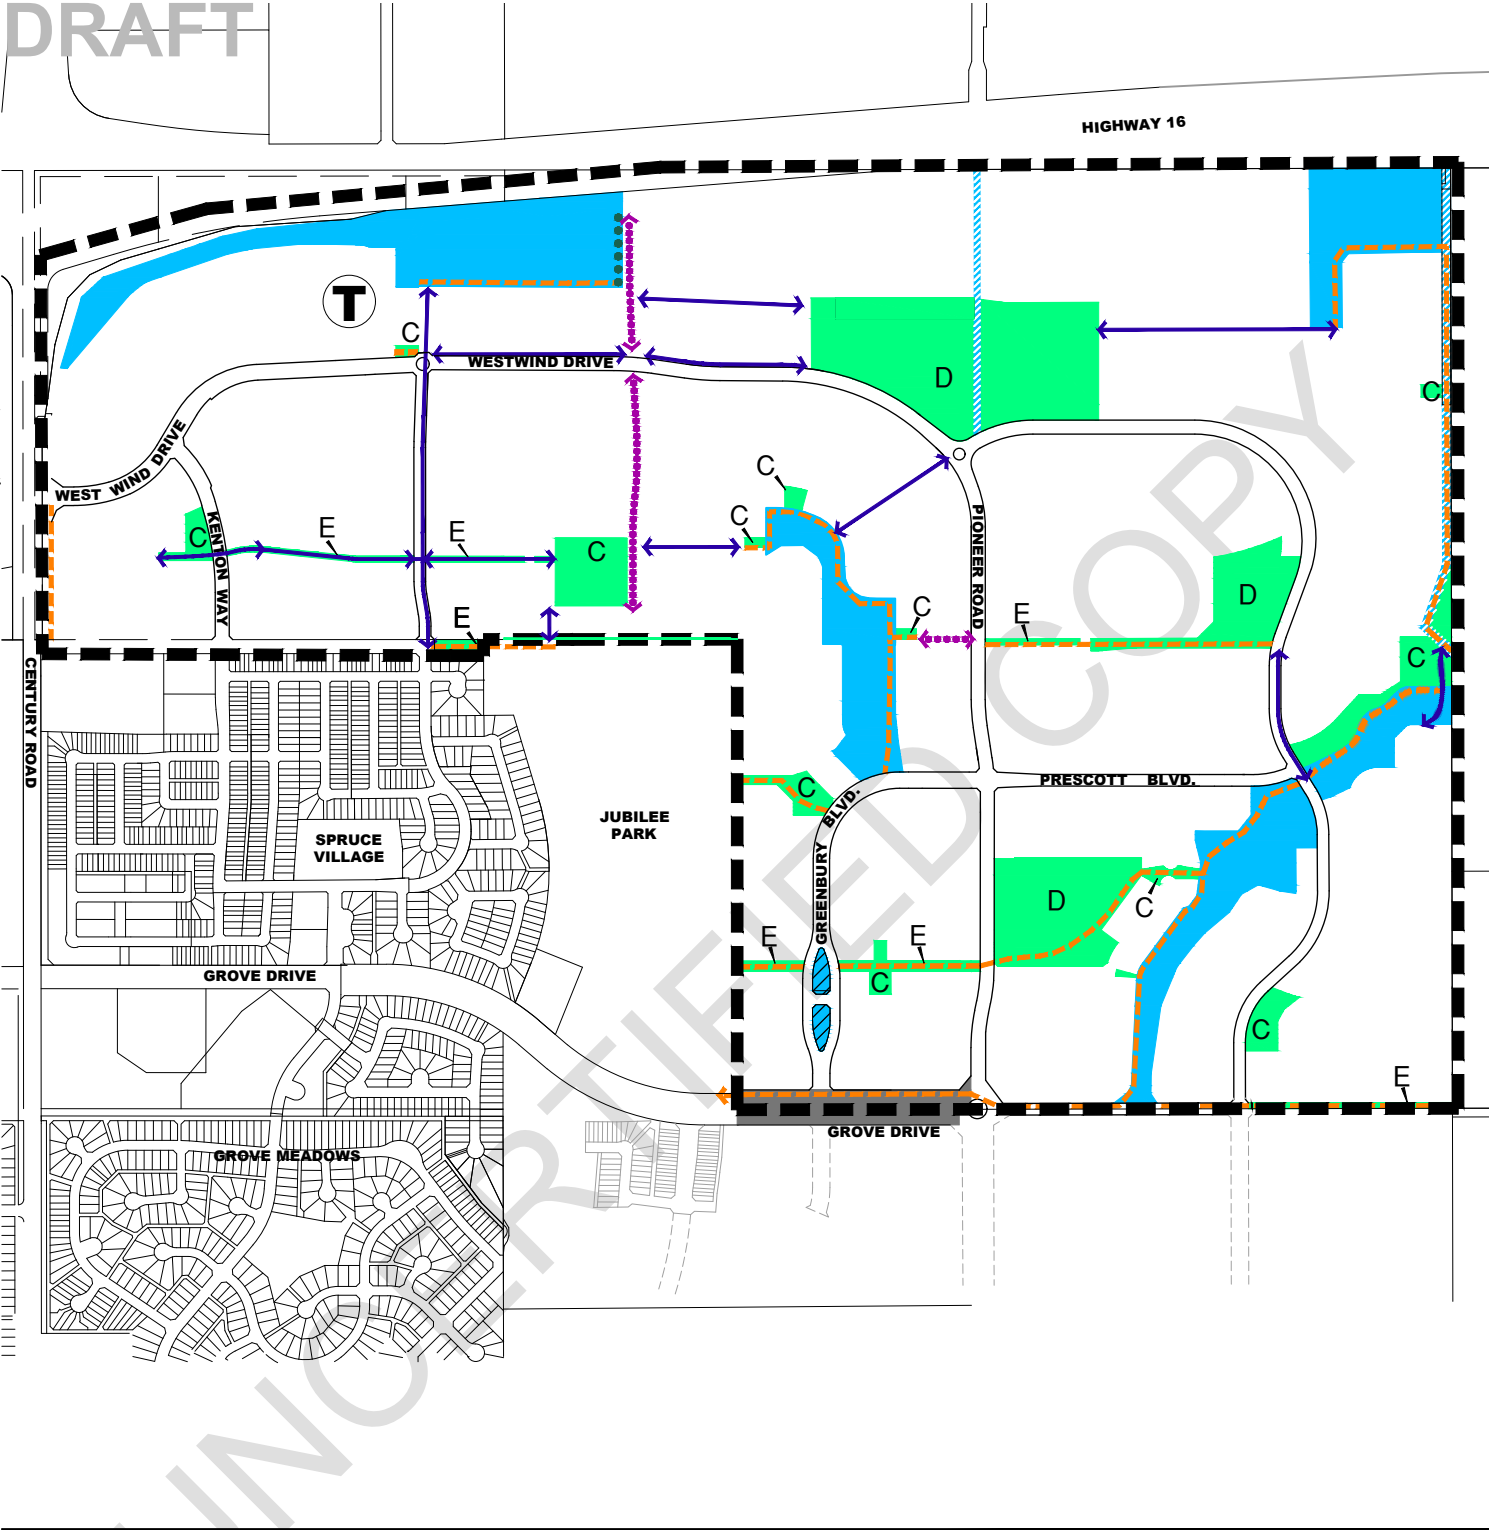 DRAFT
HIGHWAY 16
T
C
WESTWIND DRIVE
D
C
WEST WIND DRIVE
KENTON WAY
C
E
E
C
C
C
PIONEER ROAD
C
E
D
E
C
CENTURY ROAD
JUBILEE
PARK
SPRUCE
VILLAGE
C
GREENBURY BLVD.
PRESCOTT BLVD.
D
C
E
E
C
GROVE DRIVE
C
E
GROVE DRIVE
GROVE MEADOWS
UNCERTIFIED COPY